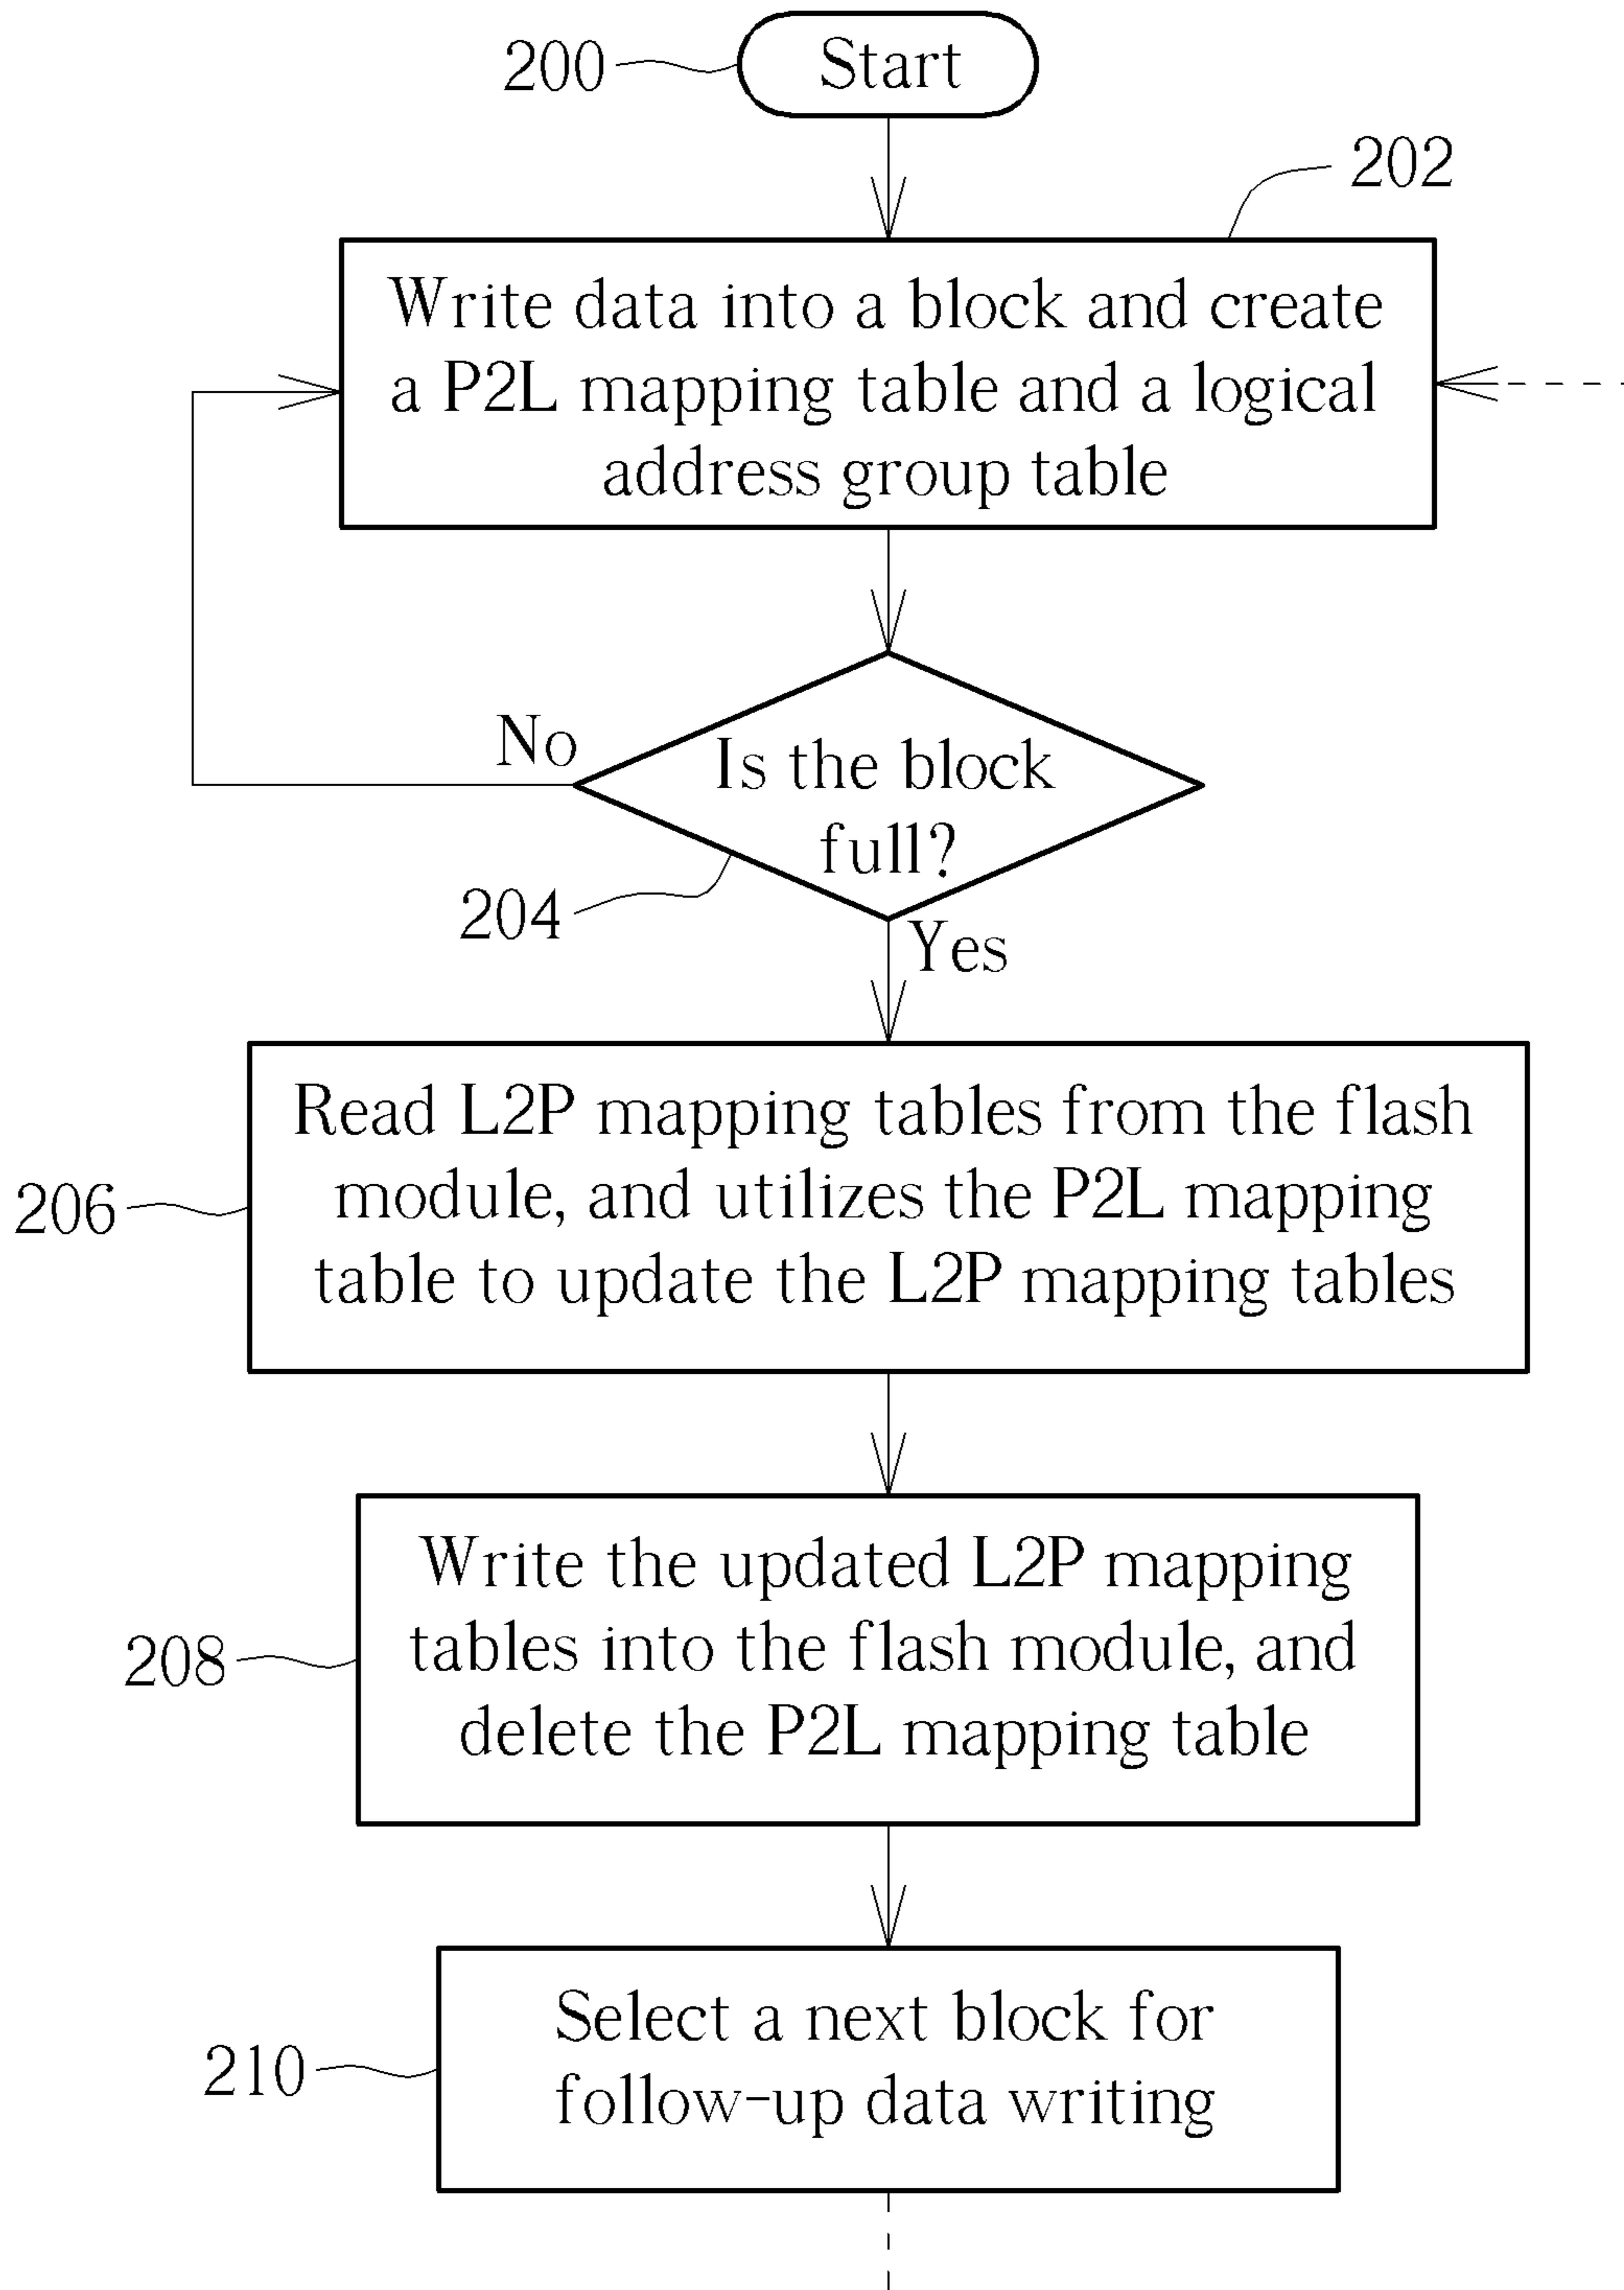 200
Start
202
Write data into a block and create
a P2L mapping table and a logical
address group table
No
Is the block
full?
204
Yes
Read L2P mapping tables from the flash
module, and utilizes the P2L mapping
table to update the L2P mapping tables
206
Write the updated L2P mapping
tables into the flash module, and
delete the P2L mapping table
208
Select a next block for
follow-up data writing
210